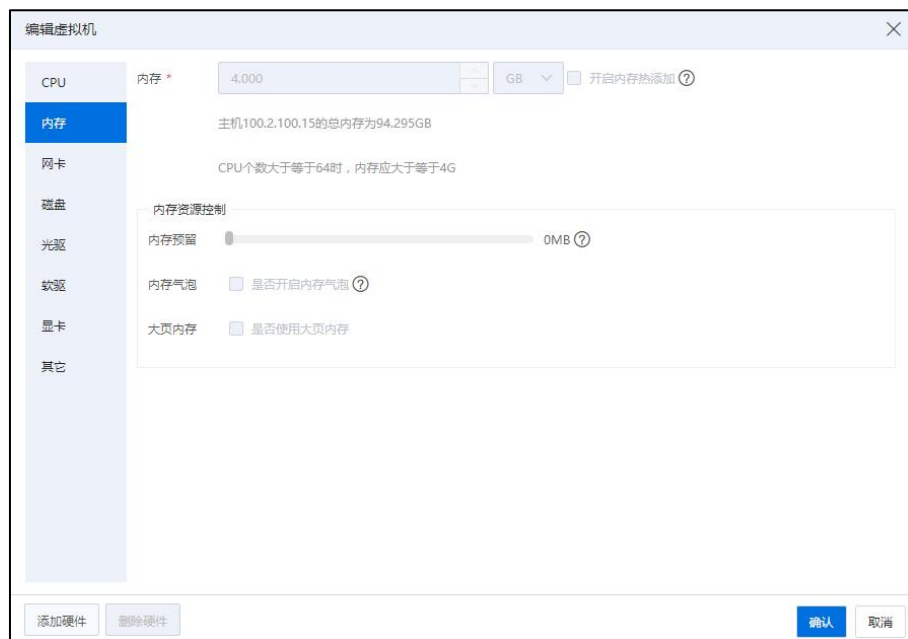 编辑虚拟机
CPU
内存
网卡
磁盘
光驱
软驱
显卡
其它
内存 * 4.000 GB 开启内存热添加 ?
主机100.2.100.15的总内存为94.295GB
CPU个数大于等于64时，内存应大于等于4G
内存资源控制
内存预留 0MB ?
内存气泡 是否开启内存气泡 ?
大页内存 是否使用大页内存
添加硬件 删除硬件 确认 取消